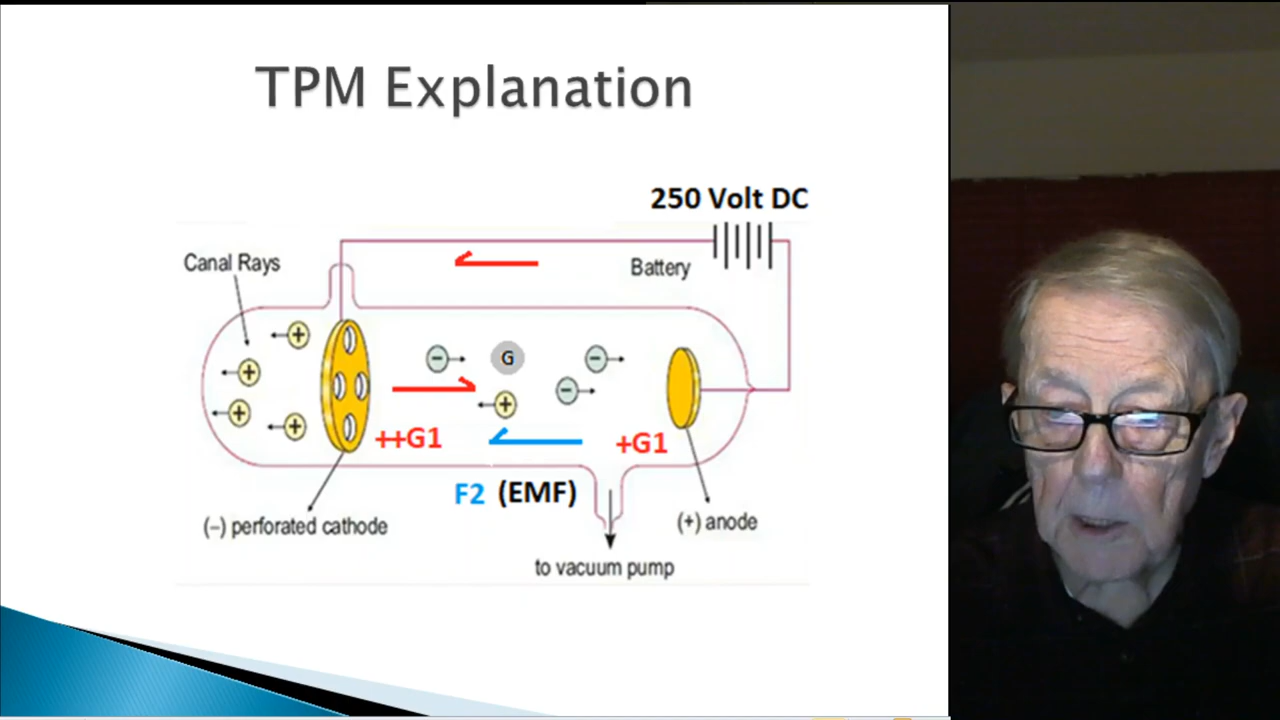 TPM Explanation
250 Volt DC
Canal Rays
Battery
+
-
G
-
+
-
+
+
+
++G1
+G1
F2 (EMF)
(−) perforated cathode
(+) anode
to vacuum pump